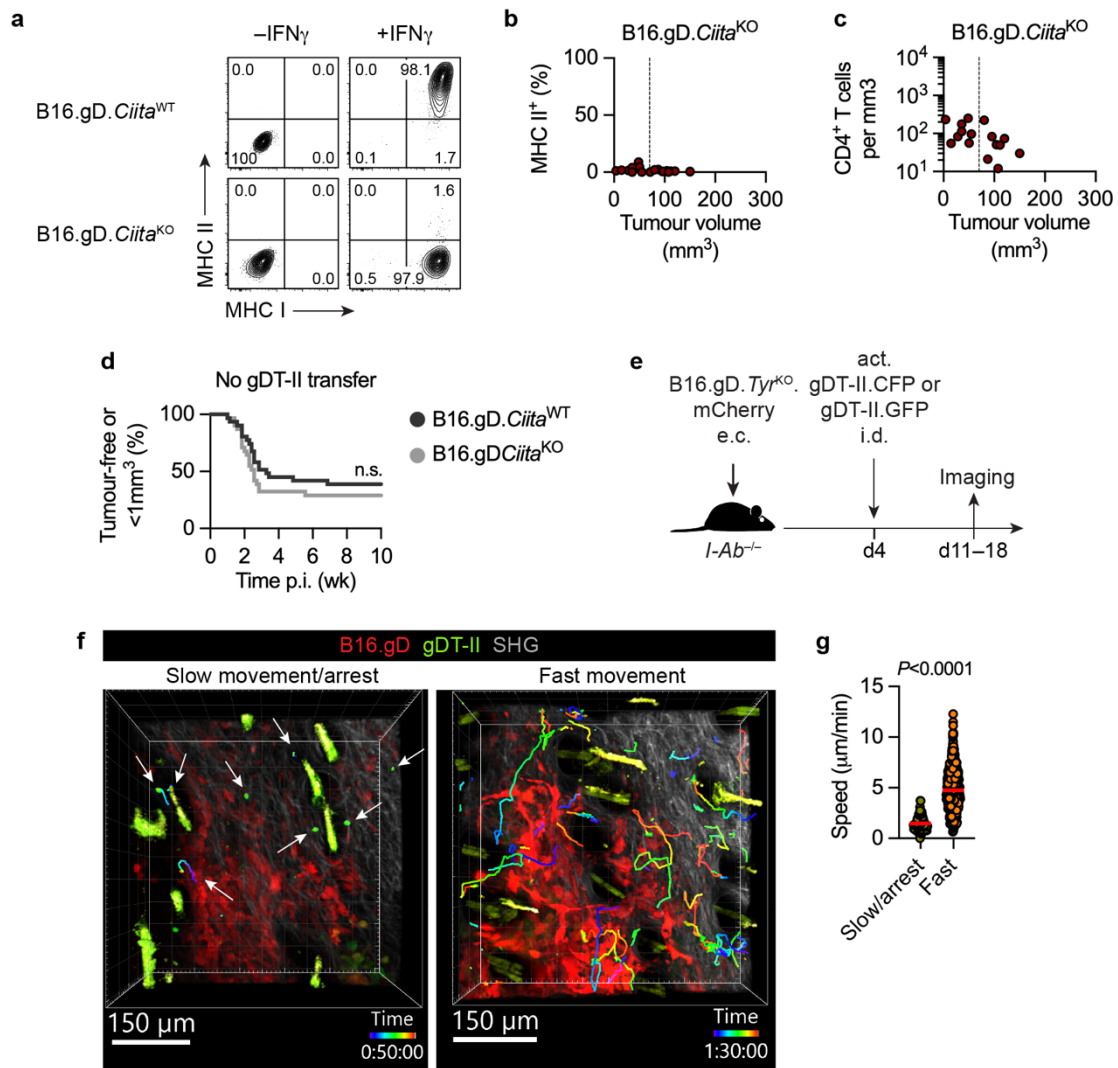 a
–IFNγ
+IFNγ
B16.gD.Ciita^WT
0.0
0.0
0.0
98.1
100
0.0
0.1
1.7
B16.gD.Ciita^KO
0.0
0.0
0.0
1.6
0.0
0.5
97.9
MHC II
MHC I
b
B16.gD.Ciita^KO
MHC II⁺ (%)
100
50
0
0
100
200
300
Tumour volume
(mm³)
c
B16.gD.Ciita^KO
CD4⁺ T cells
per mm3
10⁴
10³
10²
10¹
0
100
200
300
Tumour volume
(mm³)
d
No gDT-II transfer
Tumour-free or
<1mm³ (%)
100
50
0
0
2
4
6
8
10
Time p.i. (wk)
n.s.
B16.gD.Ciita^WT
B16.gDCiita^KO
e
B16.gD.Tyr^KO.
mCherry
e.c.
act.
gDT-II.CFP or
gDT-II.GFP
i.d.
Imaging
I-Ab⁻/⁻
d4
d11–18
f
B16.gD gDT-II SHG
Slow movement/arrest
Fast movement
150 µm
Time
0:50:00
150 µm
Time
1:30:00
g
P<0.0001
Speed (µm/min)
15
10
5
0
Slow/arrest
Fast